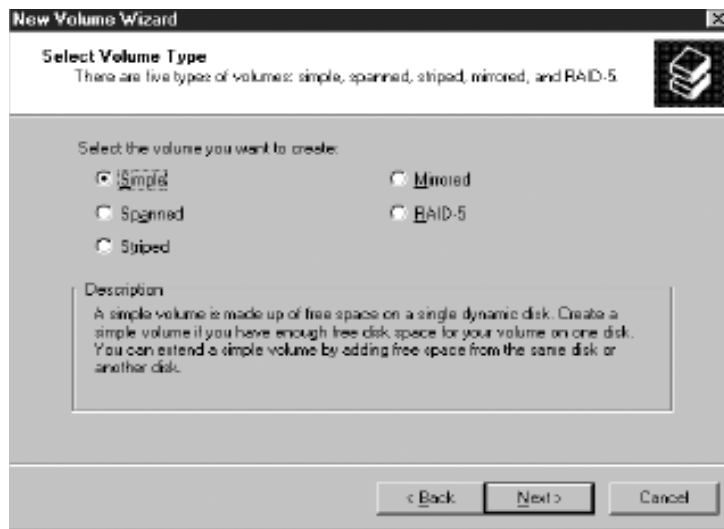 New Volume Wizard
Select Volume Type
There are five types of volumes: simple, spanned, striped, mirrored, and RAID-5.
Select the volume you want to create:
Simple
Mirrored
Spanned
RAID-5
Striped
Description
A simple volume is made up of free space on a single dynamic disk. Create a
simple volume if you have enough free disk space for your volume on one disk.
You can extend a simple volume by adding free space from the same disk or
another disk.
< Back
Next >
Cancel